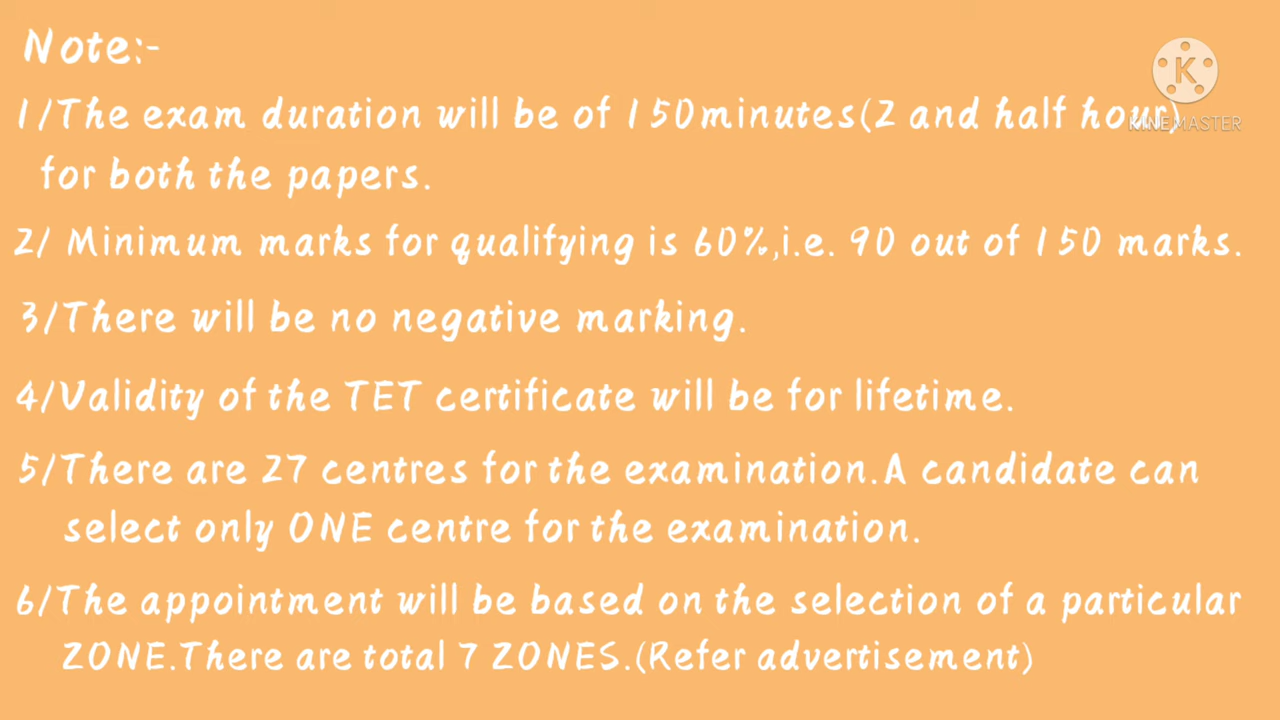 Note:-
K
KINEMASTER
1/The exam duration will be of 150minutes(2 and half hour)
for both the papers.
2/ Minimum marks for qualifying is 60%,i.e. 90 out of 150 marks.
3/There will be no negative marking.
4/Validity of the TET certificate will be for lifetime.
5/There are 27 centres for the examination.A candidate can
select only ONE centre for the examination.
6/The appointment will be based on the selection of a particular
ZONE.There are total 7 ZONES.(Refer advertisement)